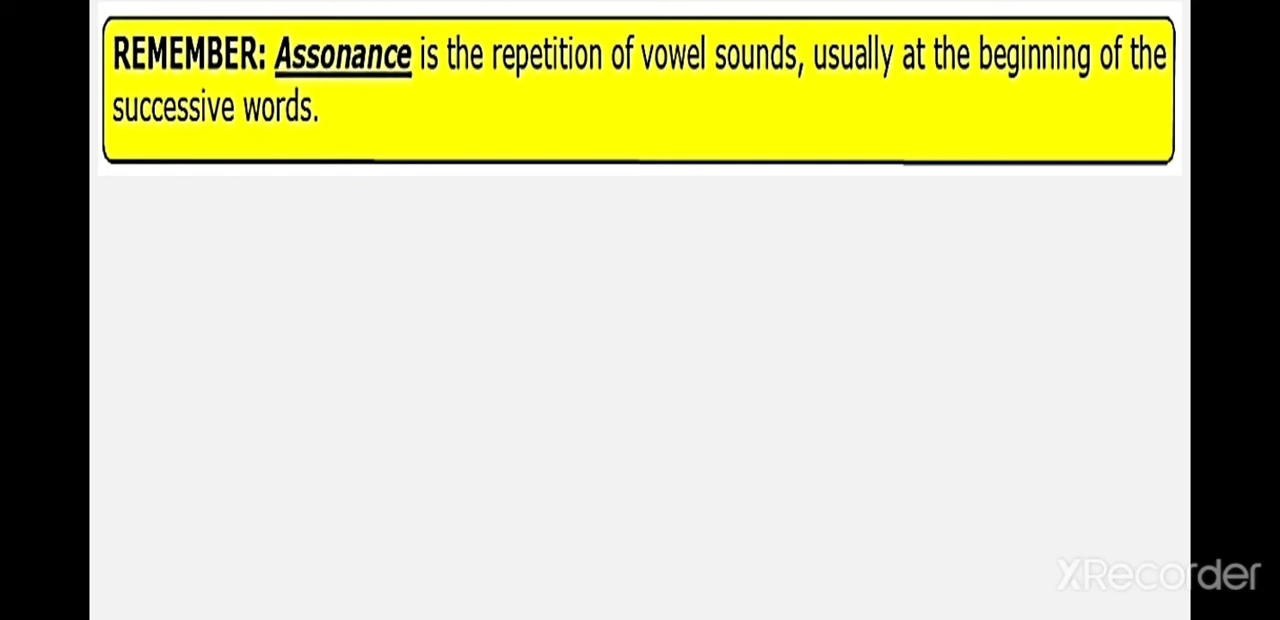 REMEMBER: Assonance is the repetition of vowel sounds, usually at the beginning of the
successive words.
XRecorder